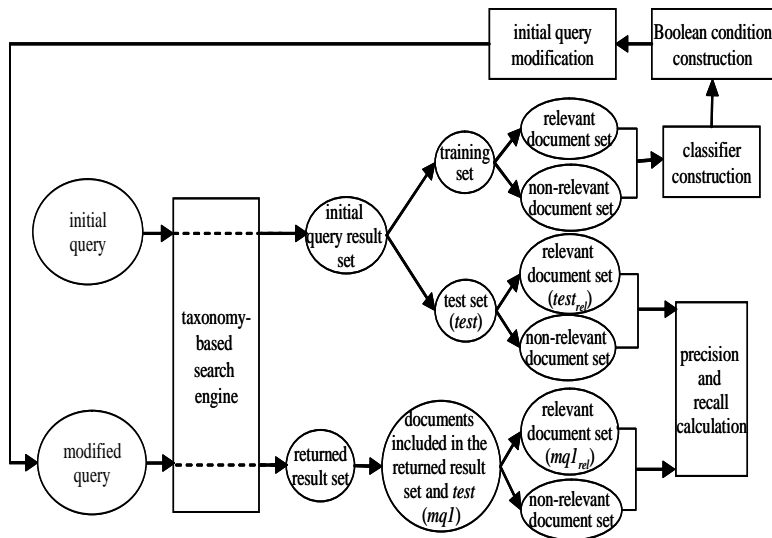 initial query
modification
Boolean condition
construction
relevant
document set
training
set
non-relevant
document set
classifier
construction
initial
query
taxonomy-
based
search
engine
initial
query result
set
test set
(test)
relevant
document set
(test_rel)
non-relevant
document set
precision
and
recall
calculation
modified
query
returned
result set
documents
included in the
returned result
set and test
(mq1)
relevant
document set
(mq1_rel)
non-relevant
document set